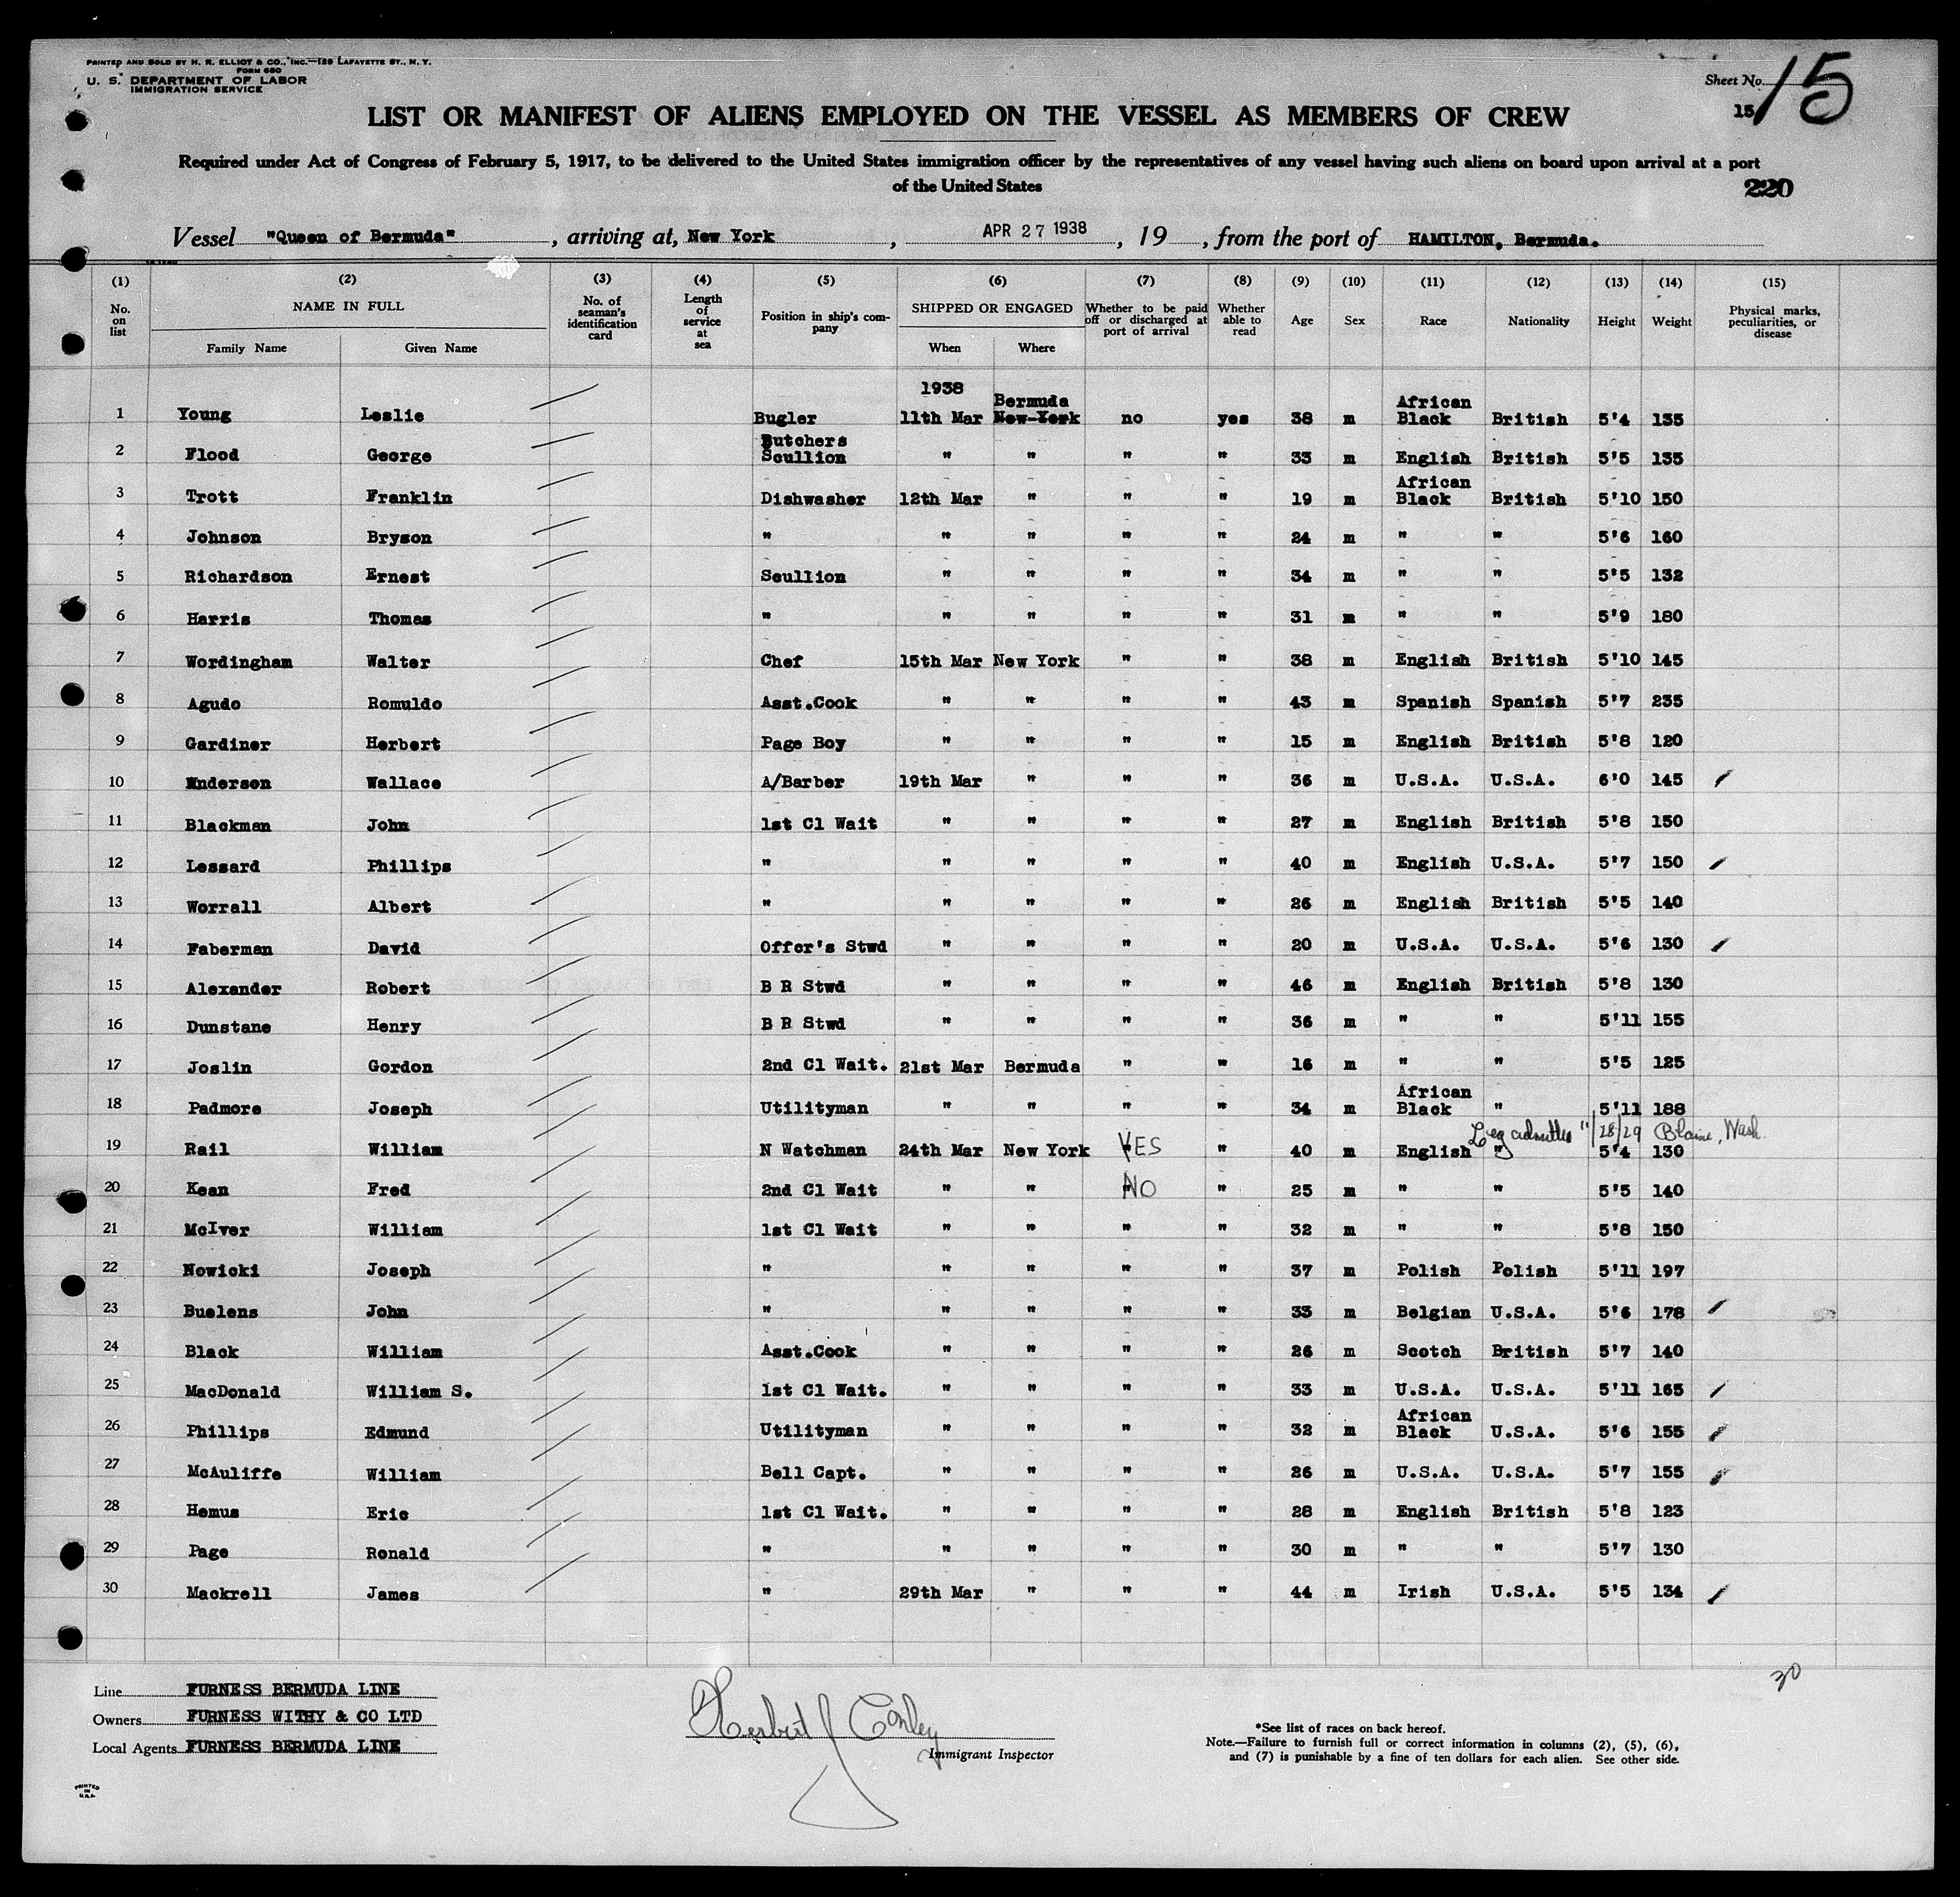 PRINTED AND SOLD BY H. R. ELLIOT & CO., INC.—129 LAFAYETTE ST., N. Y.
FORM 680
U. S. DEPARTMENT OF LABOR
IMMIGRATION SERVICE
Sheet No. 15
15
LIST OR MANIFEST OF ALIENS EMPLOYED ON THE VESSEL AS MEMBERS OF CREW
Required under Act of Congress of February 5, 1917, to be delivered to the United States immigration officer by the representatives of any vessel having such aliens on board upon arrival at a port
of the United States
220
Vessel "Queen of Bermuda", arriving at, New York, APR 27 1938, 19, from the port of HAMILTON, Bermuda.
(1) No. on list (2) NAME IN FULL Family Name Given Name (3) No. of seaman's identification card (4) Length of service at sea (5) Position in ship's company (6) SHIPPED OR ENGAGED When Where (7) Whether to be paid off or discharged at port of arrival (8) Whether able to read (9) Age (10) Sex (11) Race (12) Nationality (13) Height (14) Weight (15) Physical marks, peculiarities, or disease
1938
1 Young Leslie Bugler 11th Mar Bermuda New York no yes 38 m African Black British 5'4 135
2 Flood George Butchers Scullion " " " " 33 m English British 5'5 135
3 Trott Franklin Dishwasher 12th Mar " " " 19 m African Black British 5'10 150
4 Johnson Bryson " " " " " 24 m " " 5'6 160
5 Richardson Ernest Scullion " " " " 34 m " " 5'5 132
6 Harris Thomas " " " " " 31 m " " 5'9 180
7 Wordingham Walter Chef 15th Mar New York " " 38 m English British 5'10 145
8 Agudo Romuldo Asst.Cook " " " " 43 m Spanish Spanish 5'7 235
9 Gardiner Herbert Page Boy " " " " 15 m English British 5'8 120
10 Anderson Wallace A/Barber 19th Mar " " " 36 m U.S.A. U.S.A. 6'0 145
11 Blackman John 1st Cl Wait " " " " 27 m English British 5'8 150
12 Lessard Phillips " " " " " 40 m English U.S.A. 5'7 150
13 Worrall Albert " " " " " 26 m English British 5'5 140
14 Faberman David Offcr's Stwd " " " " 20 m U.S.A. U.S.A. 5'6 130
15 Alexander Robert B R Stwd " " " " 46 m English British 5'8 130
16 Dunstane Henry B R Stwd " " " " 36 m " " 5'11 155
17 Joslin Gordon 2nd Cl Wait. 21st Mar Bermuda " " 16 m " " 5'5 125
18 Padmore Joseph Utilityman " " " " 34 m African Black " 5'11 188
Leg admitted "/28/29 Blaine, Wash.
19 Rail William N Watchman 24th Mar New York YES " 40 m English " 5'4 130
20 Kean Fred 2nd Cl Wait " " NO " 25 m " " 5'5 140
21 McIver William 1st Cl Wait " " " " 32 m " " 5'8 150
22 Nowicki Joseph " " " " " 37 m Polish Polish 5'11 197
23 Buelens John " " " " " 33 m Belgian U.S.A. 5'6 178
24 Black William Asst.Cook " " " " 26 m Scotch British 5'7 140
25 MacDonald William S. 1st Cl Wait. " " " " 33 m U.S.A. U.S.A. 5'11 165
26 Phillips Edmund Utilityman " " " " 32 m African Black U.S.A. 5'6 155
27 McAuliffe William Bell Capt. " " " " 26 m U.S.A. U.S.A. 5'7 155
28 Hemus Eric 1st Cl Wait. " " " " 28 m English British 5'8 123
29 Page Ronald " " " " " 30 m " " 5'7 130
30 Mackrell James " 29th Mar " " " 44 m Irish U.S.A. 5'5 134
30
Line FURNESS BERMUDA LINE
Owners FURNESS WITHY & CO LTD
Local Agents FURNESS BERMUDA LINE
Herbert J Conley
Immigrant Inspector
*See list of races on back hereof.
Note.—Failure to furnish full or correct information in columns (2), (5), (6),
and (7) is punishable by a fine of ten dollars for each alien. See other side.
PRINTED
IN
U.S.A.